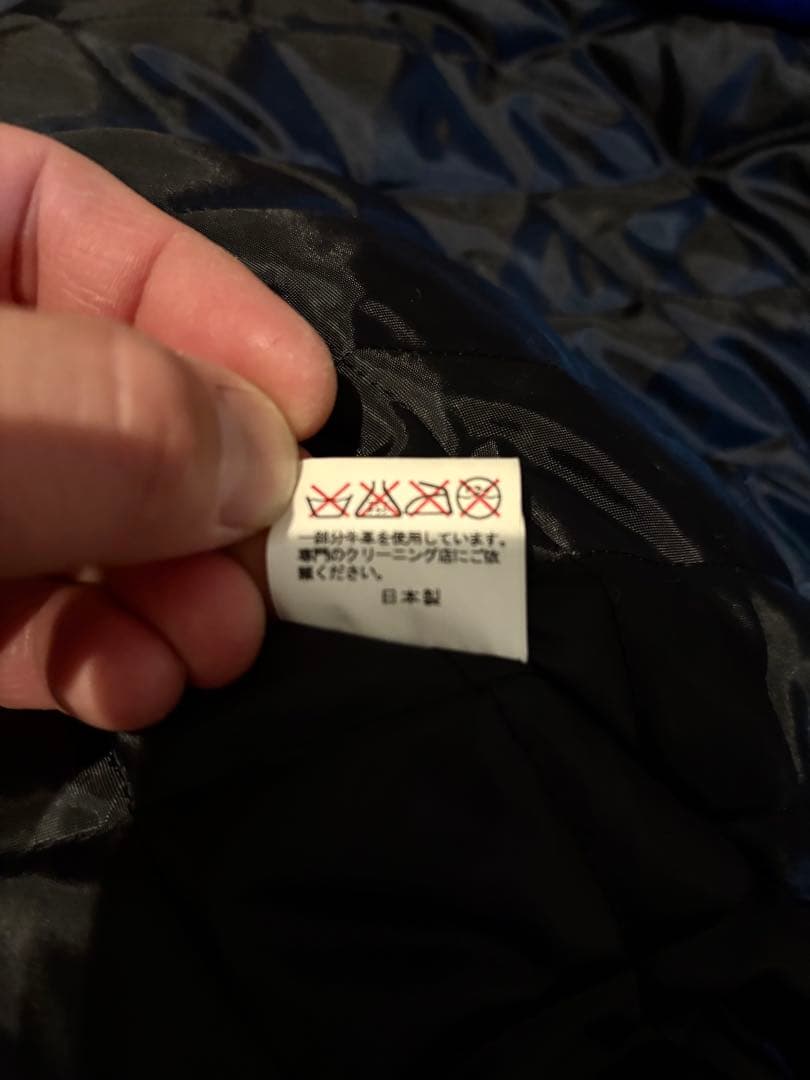 一部分牛革を使用しています。
専門のクリーニング店にご依
頼ください。
日本製